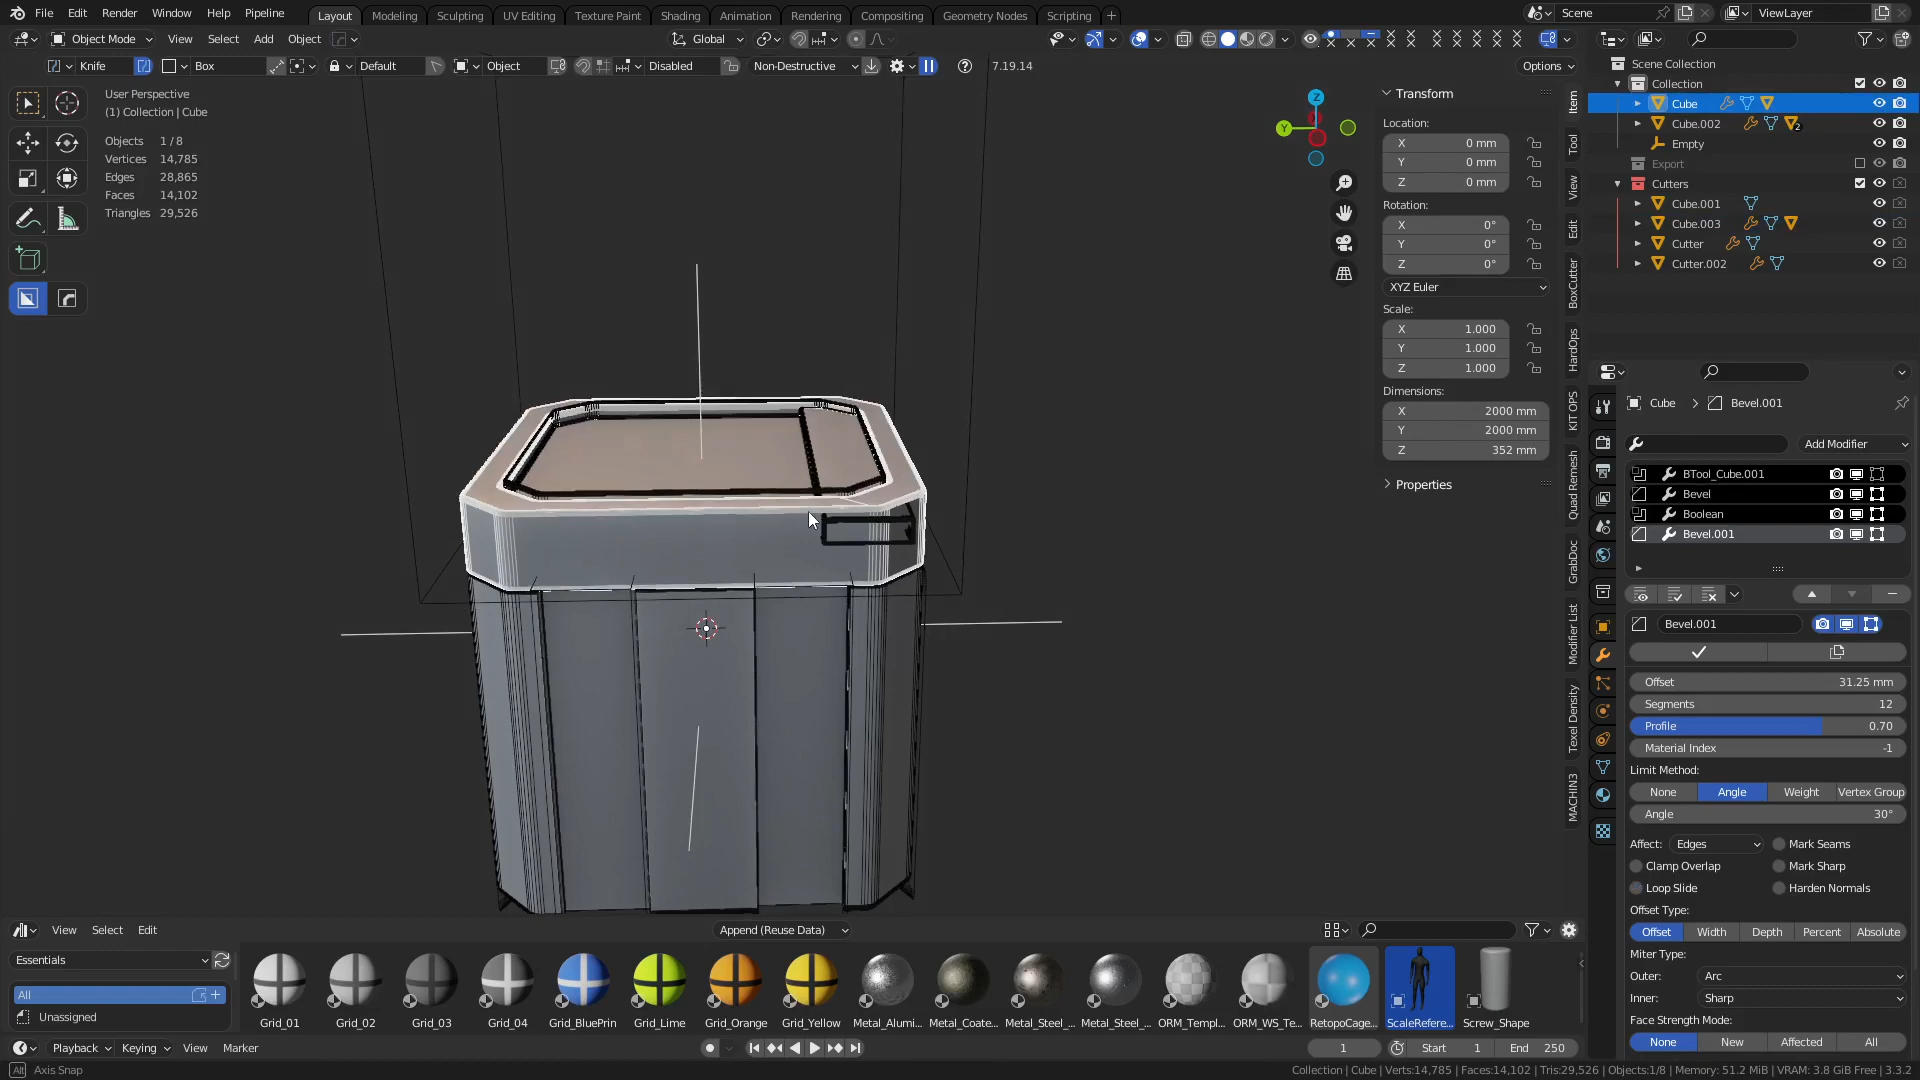 File Edit Render Window Help Pipeline Layout Modeling Sculpting UV Editing Texture Paint Shading Animation Rendering Compositing Geometry Nodes Scripting + Scene ViewLayer
Object Mode View Select Add Object Global
Knife Box Default Object Disabled Non-Destructive 7.19.14 Options
User Perspective
(1) Collection | Cube
Objects 1 / 8
Vertices 14,785
Edges 28,865
Faces 14,102
Triangles 29,526
Z
Y
Transform
Location:
X 0 mm
Y 0 mm
Z 0 mm
Rotation:
X 0°
Y 0°
Z 0°
XYZ Euler
Scale:
X 1.000
Y 1.000
Z 1.000
Dimensions:
X 2000 mm
Y 2000 mm
Z 352 mm
Properties
Item
Tool
View
Edit
BoxCutter
HardOps
KIT OPS
Quad Remesh
GrabDoc
Modifier List
Texel Density
MACHIN3
Scene Collection
Collection
Cube
Cube.002 2
Empty
Export
Cutters
Cube.001
Cube.003
Cutter
Cutter.002
Cube > Bevel.001
Add Modifier
BTool_Cube.001
Bevel
Boolean
Bevel.001
Bevel.001
Offset 31.25 mm
Segments 12
Profile 0.70
Material Index -1
Limit Method:
None Angle Weight Vertex Group
Angle 30°
Affect: Edges Mark Seams
Clamp Overlap Mark Sharp
Loop Slide Harden Normals
Offset Type:
Offset Width Depth Percent Absolute
Miter Type:
Outer: Arc
Inner: Sharp
Face Strength Mode:
None New Affected All
View Select Edit Append (Reuse Data)
Essentials
All
Unassigned
Grid_01 Grid_02 Grid_03 Grid_04 Grid_BluePrin Grid_Lime Grid_Orange Grid_Yellow Metal_Alumi... Metal_Coate... Metal_Steel_... Metal_Steel_... ORM_Templ... ORM_WS_Te... RetopoCage... ScaleRefere... Screw_Shape
Playback Keying View Marker 1 Start 1 End 250
Alt Axis Snap Collection | Cube | Verts:14,785 | Faces:14,102 | Tris:29,526 | Objects:1/8 | Memory: 51.2 MiB | VRAM: 3.8 GiB Free | 3.3.2